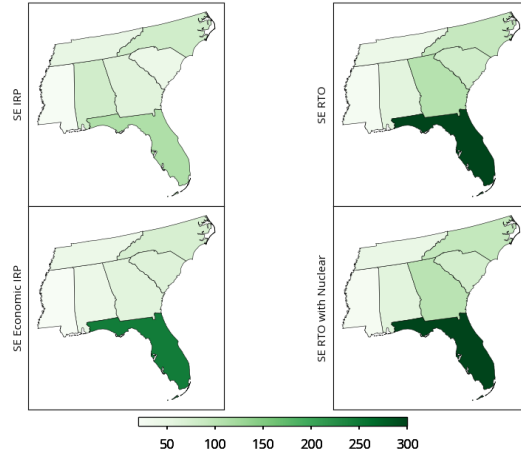 SE IRP
SE RTO
SE Economic IRP
SE RTO with Nuclear
50 100 150 200 250 300